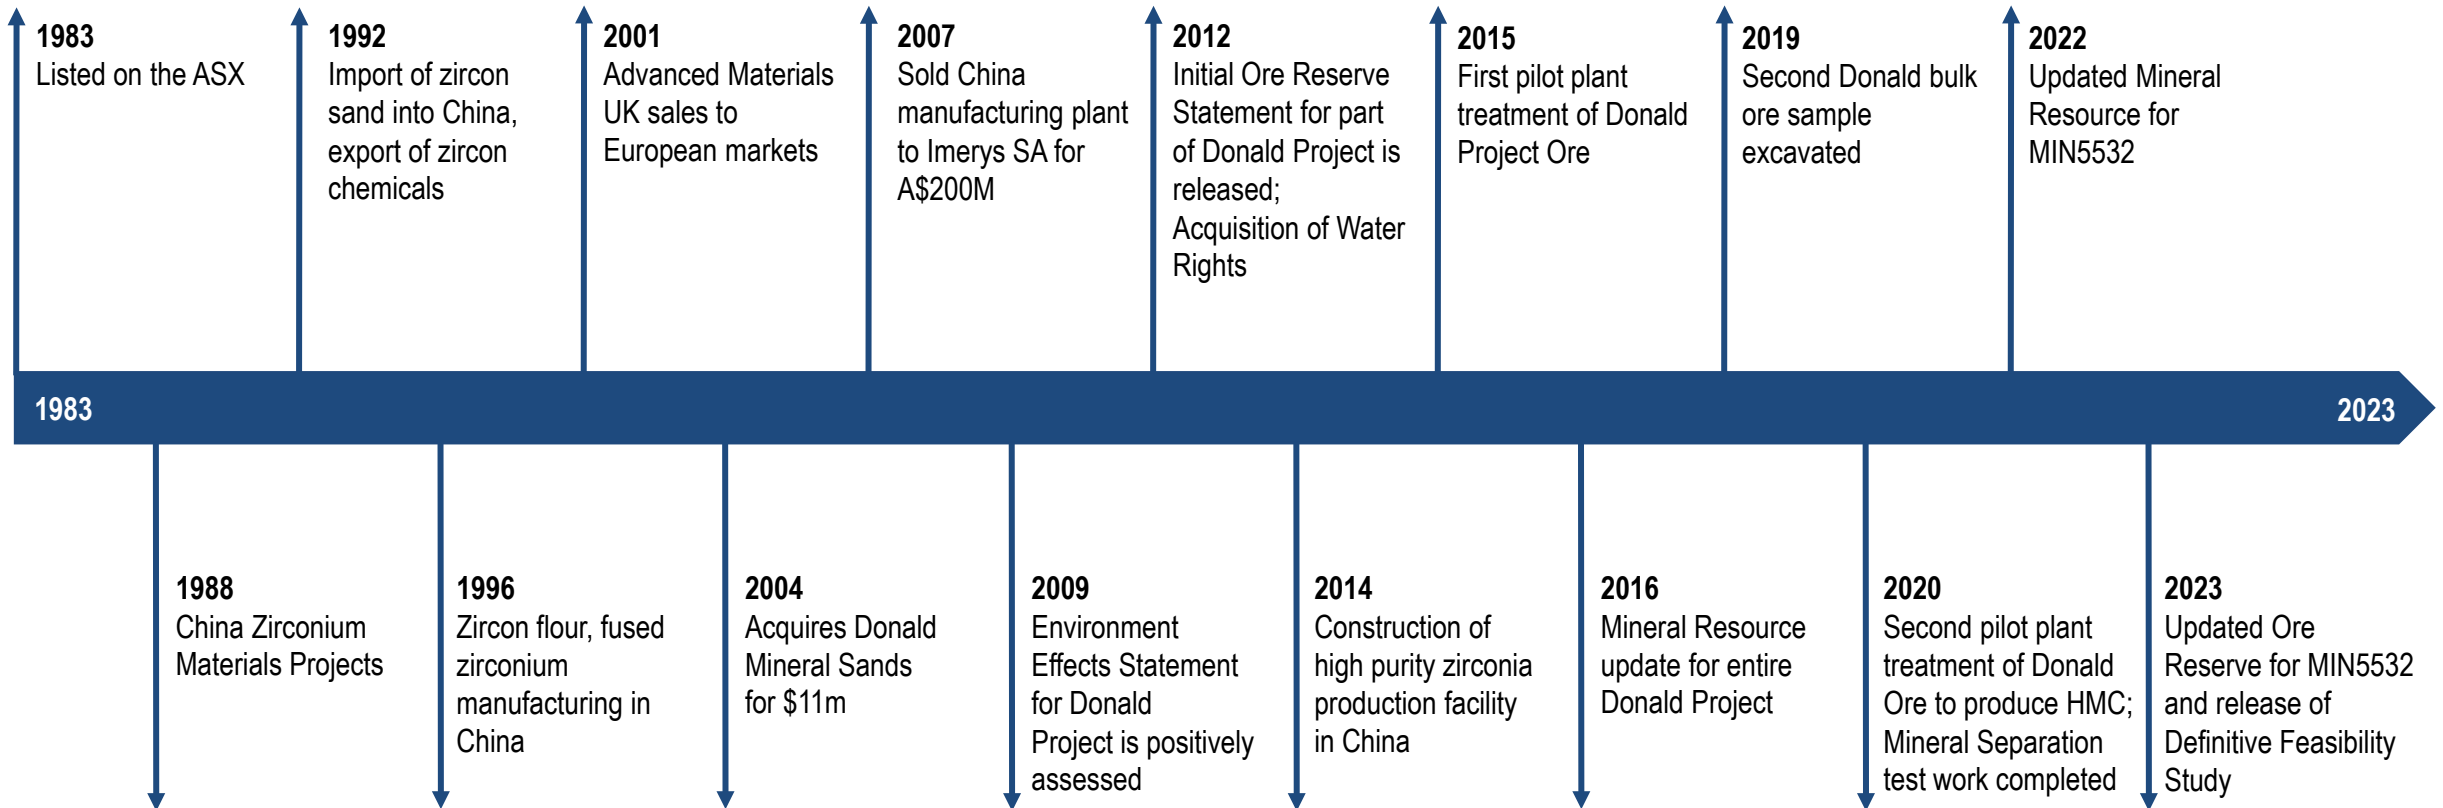 1983
Listed on the ASX
1992
Import of zircon
sand into China,
export of zircon
chemicals
2001
Advanced Materials
UK sales to
European markets
2007
Sold China
manufacturing plant
to Imerys SA for
A$200M
2012
Initial Ore Reserve
Statement for part
of Donald Project is
released;
Acquisition of Water
Rights
2015
First pilot plant
treatment of Donald
Project Ore
2019
Second Donald bulk
ore sample
excavated
2022
Updated Mineral
Resource for
MIN5532
1983
2023
1988
China Zirconium
Materials Projects
1996
Zircon flour, fused
zirconium
manufacturing in
China
2004
Acquires Donald
Mineral Sands
for $11m
2009
Environment
Effects Statement
for Donald
Project is positively
assessed
2014
Construction of
high purity zirconia
production facility
in China
2016
Mineral Resource
update for entire
Donald Project
2020
Second pilot plant
treatment of Donald
Ore to produce HMC;
Mineral Separation
test work completed
2023
Updated Ore
Reserve for MIN5532
and release of
Definitive Feasibility
Study